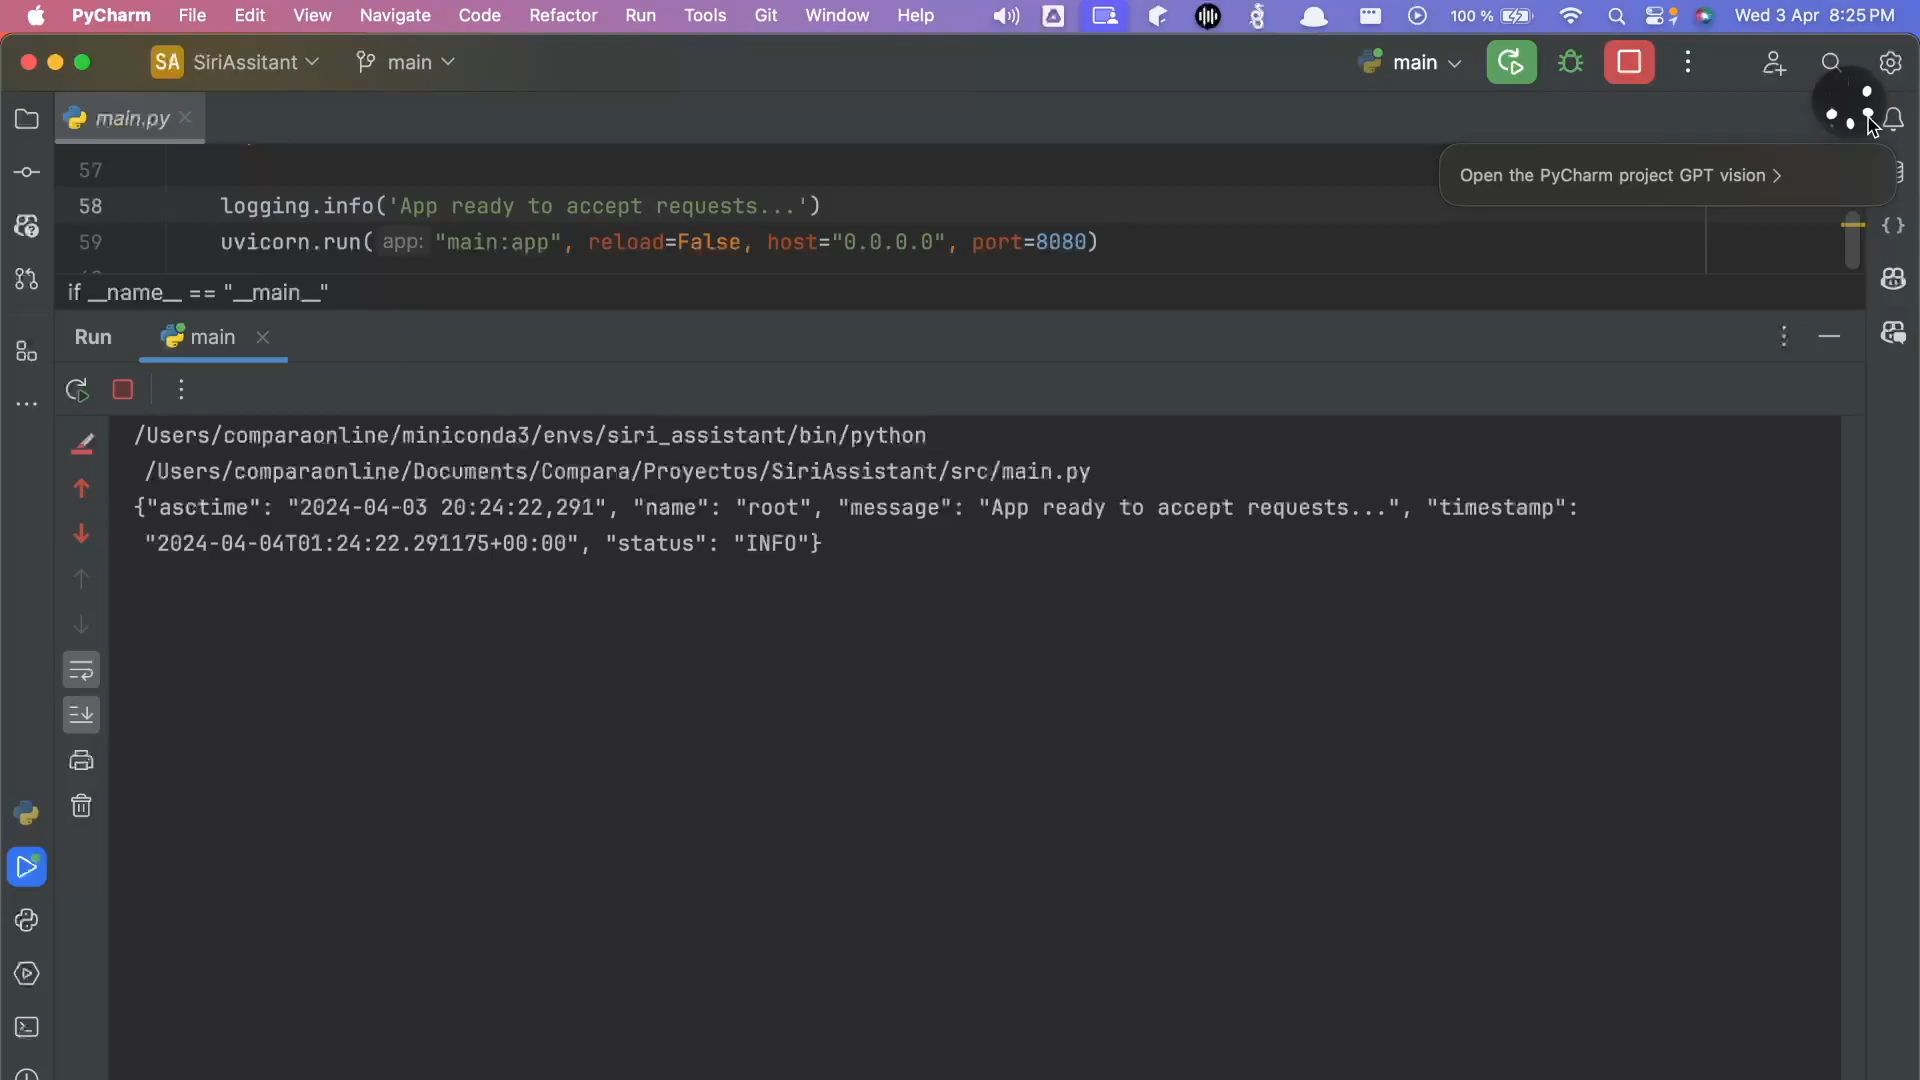 PyCharm File Edit View Navigate Code Refactor Run Tools Git Window Help 100 % Wed 3 Apr 8:25 PM
SA SiriAssitant main main
main.py
57
58 logging.info('App ready to accept requests...')
59 uvicorn.run( app: "main:app", reload=False, host="0.0.0.0", port=8080)
Open the PyCharm project GPT vision >
if __name__ == "__main__"
Run main
/Users/comparaonline/miniconda3/envs/siri_assistant/bin/python
/Users/comparaonline/Documents/Compara/Proyectos/SiriAssistant/src/main.py
{"asctime": "2024-04-03 20:24:22,291", "name": "root", "message": "App ready to accept requests...", "timestamp":
"2024-04-04T01:24:22.291175+00:00", "status": "INFO"}